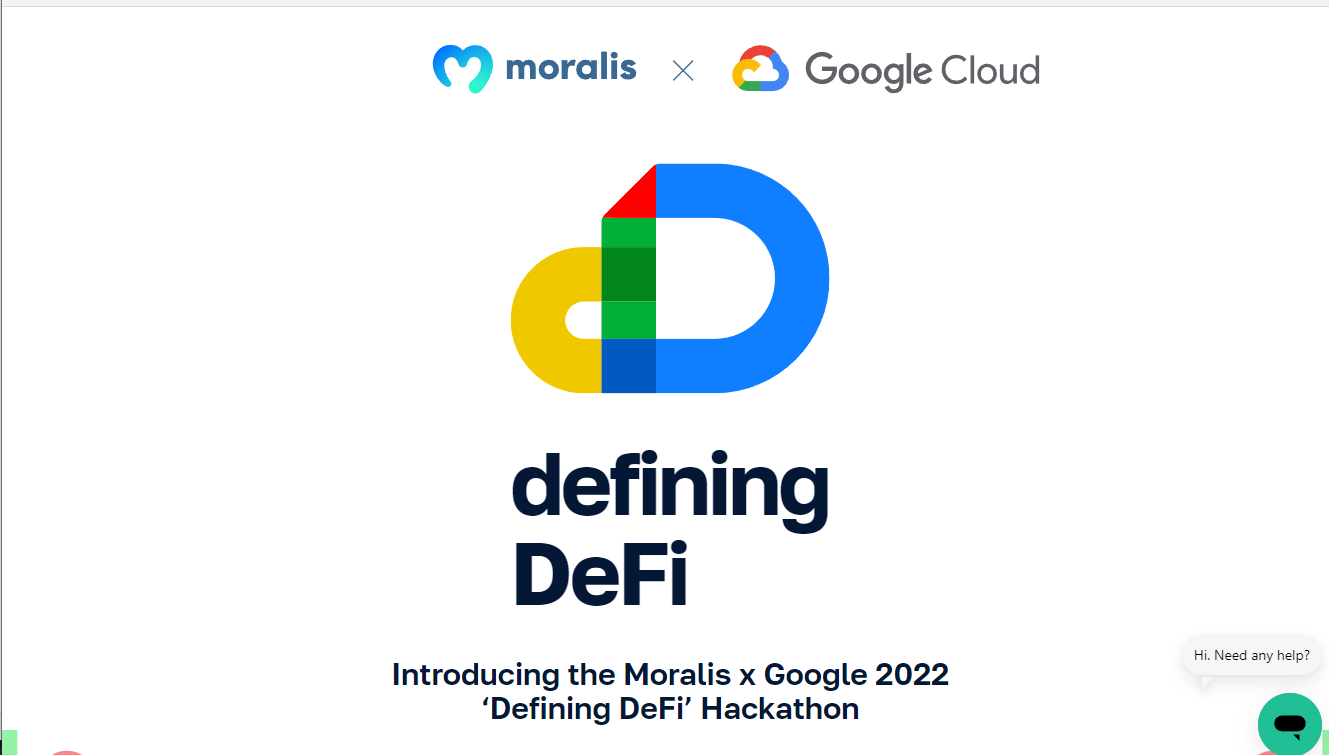 moralis × Google Cloud
defining
DeFi
Introducing the Moralis x Google 2022
‘Defining DeFi’ Hackathon
Hi. Need any help?